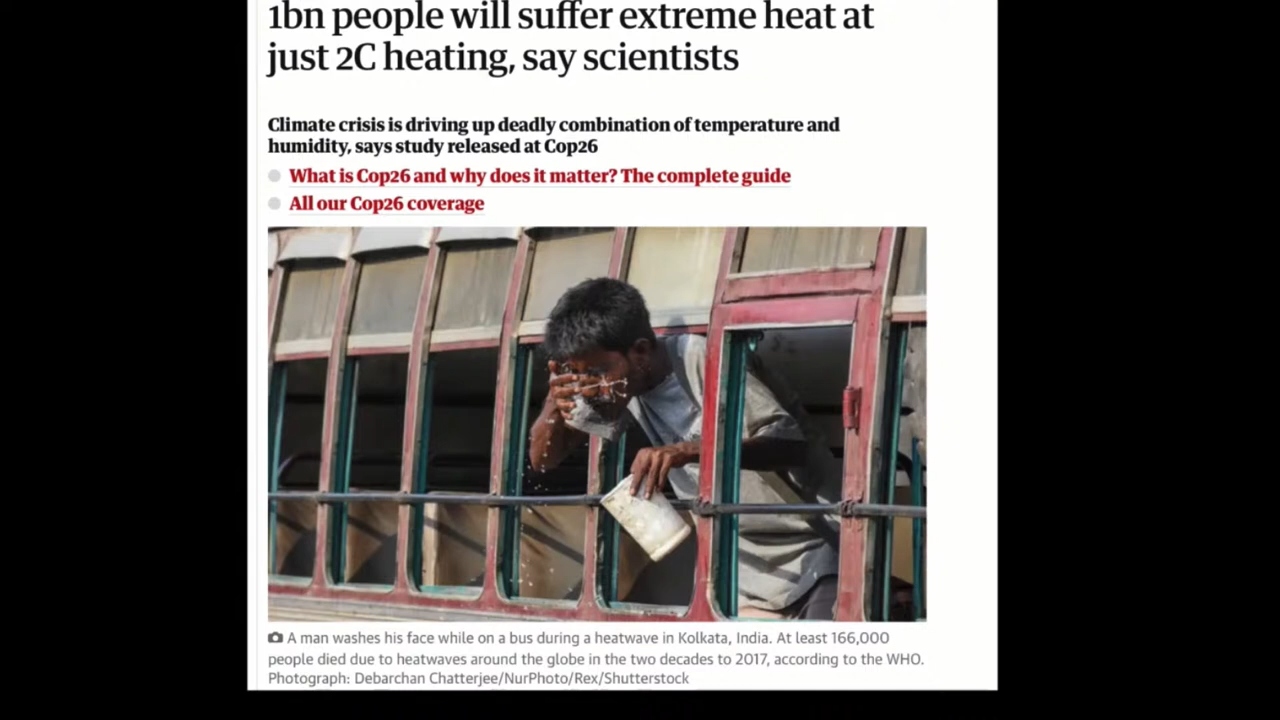 1bn people will suffer extreme heat at
just 2C heating, say scientists
Climate crisis is driving up deadly combination of temperature and
humidity, says study released at Cop26
What is Cop26 and why does it matter? The complete guide
All our Cop26 coverage
A man washes his face while on a bus during a heatwave in Kolkata, India. At least 166,000
people died due to heatwaves around the globe in the two decades to 2017, according to the WHO.
Photograph: Debarchan Chatterjee/NurPhoto/Rex/Shutterstock